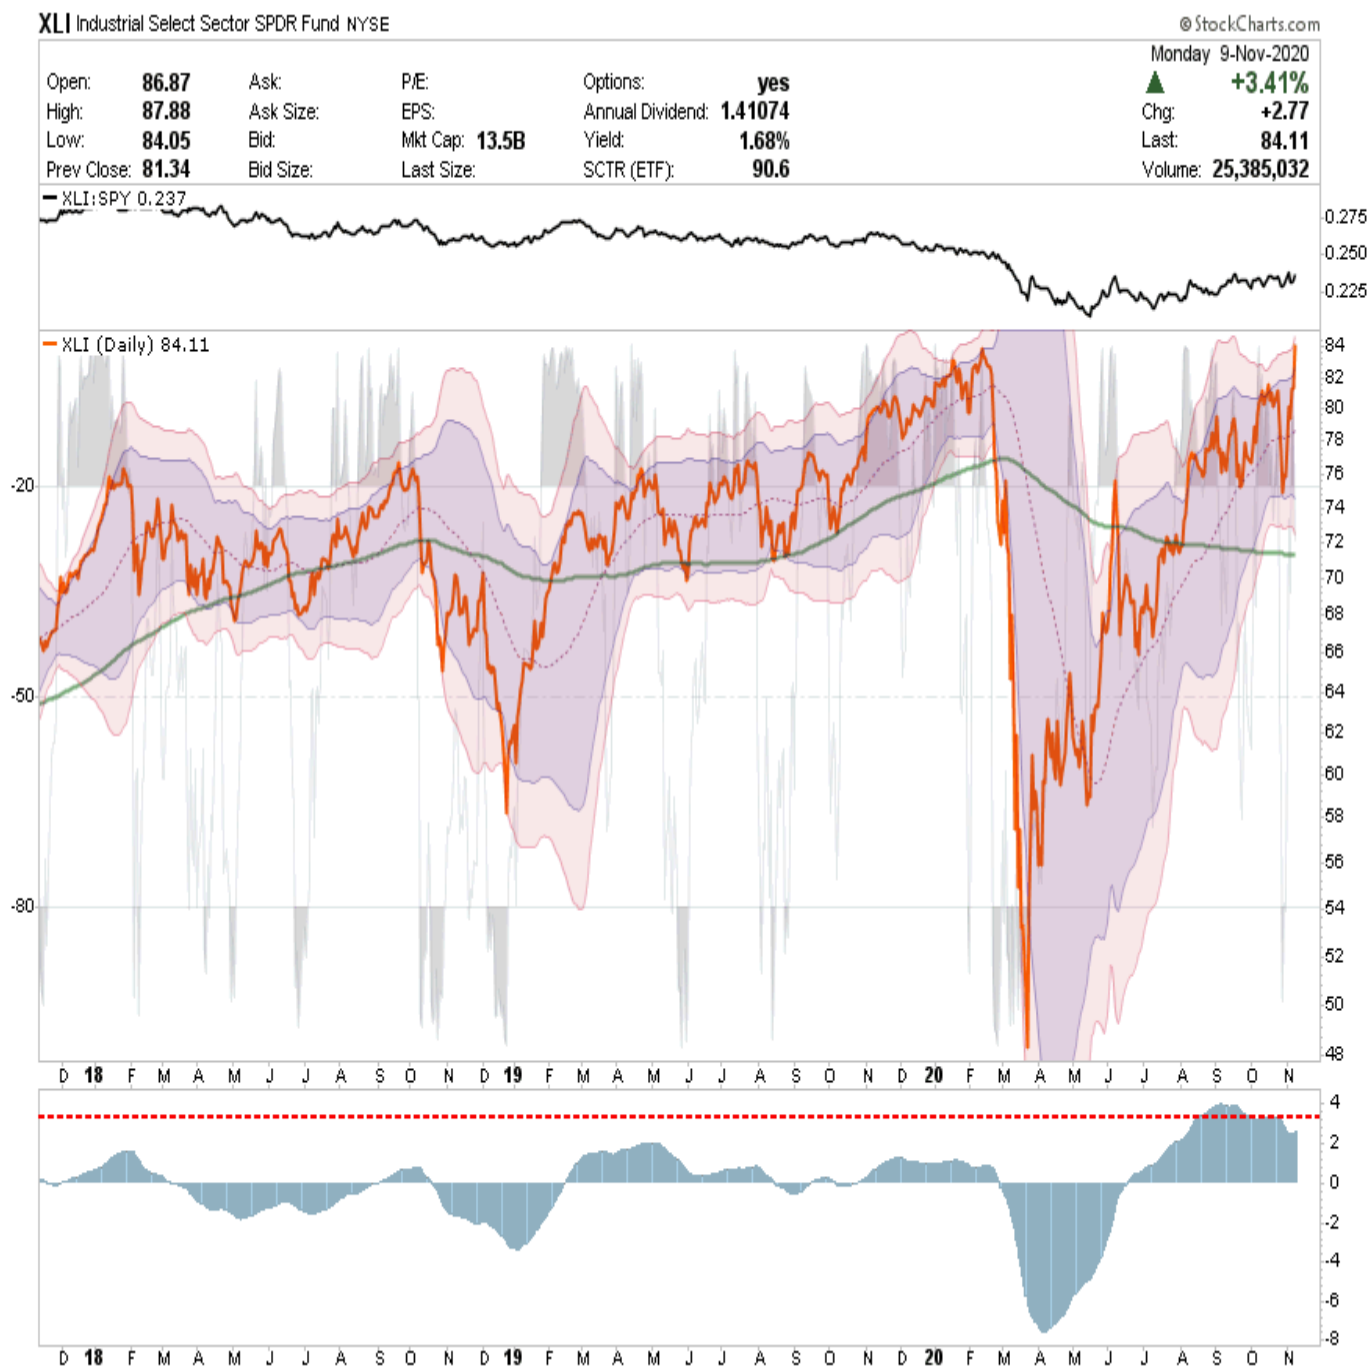 XLI Industrial Select Sector SPDR Fund NYSE
© StockCharts.com
Monday 9-Nov-2020
Open: 86.87 Ask: P/E: Options: yes +3.41%
High: 87.88 Ask Size: EPS: Annual Dividend: 1.41074 Chg: +2.77
Low: 84.05 Bid: Mkt Cap: 13.5B Yield: 1.68% Last: 84.11
Prev Close: 81.34 Bid Size: Last Size: SCTR (ETF): 90.6 Volume: 25,385,032
XLI:SPY 0.237
0.275
0.250
0.225
XLI (Daily) 84.11
84
82
80
78
-20
76
74
72
70
68
66
-50
64
62
60
58
56
-80
54
52
50
48
D 18 F M A M J J A S O N D 19 F M A M J J A S O N D 20 F M A M J J A S O N
4
2
0
-2
-4
-6
-8
D 18 F M A M J J A S O N D 19 F M A M J J A S O N D 20 F M A M J J A S O N